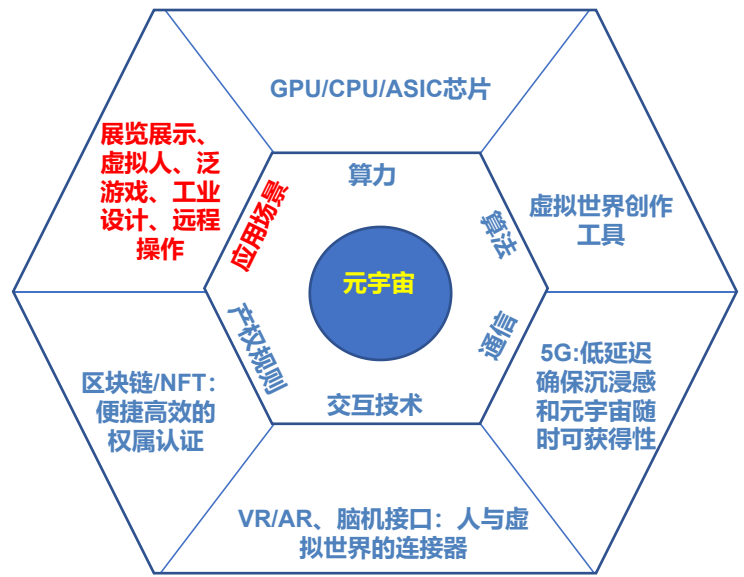 GPU/CPU/ASIC芯片
展览展示、
虚拟人、泛
游戏、工业
设计、远程
操作
算力
应用场景
算法
虚拟世界创作
工具
元宇宙
产权规则
通信
区块链/NFT：
便捷高效的
权属认证
5G:低延迟
确保沉浸感
和元宇宙随
时可获得性
交互技术
VR/AR、脑机接口：人与虚
拟世界的连接器